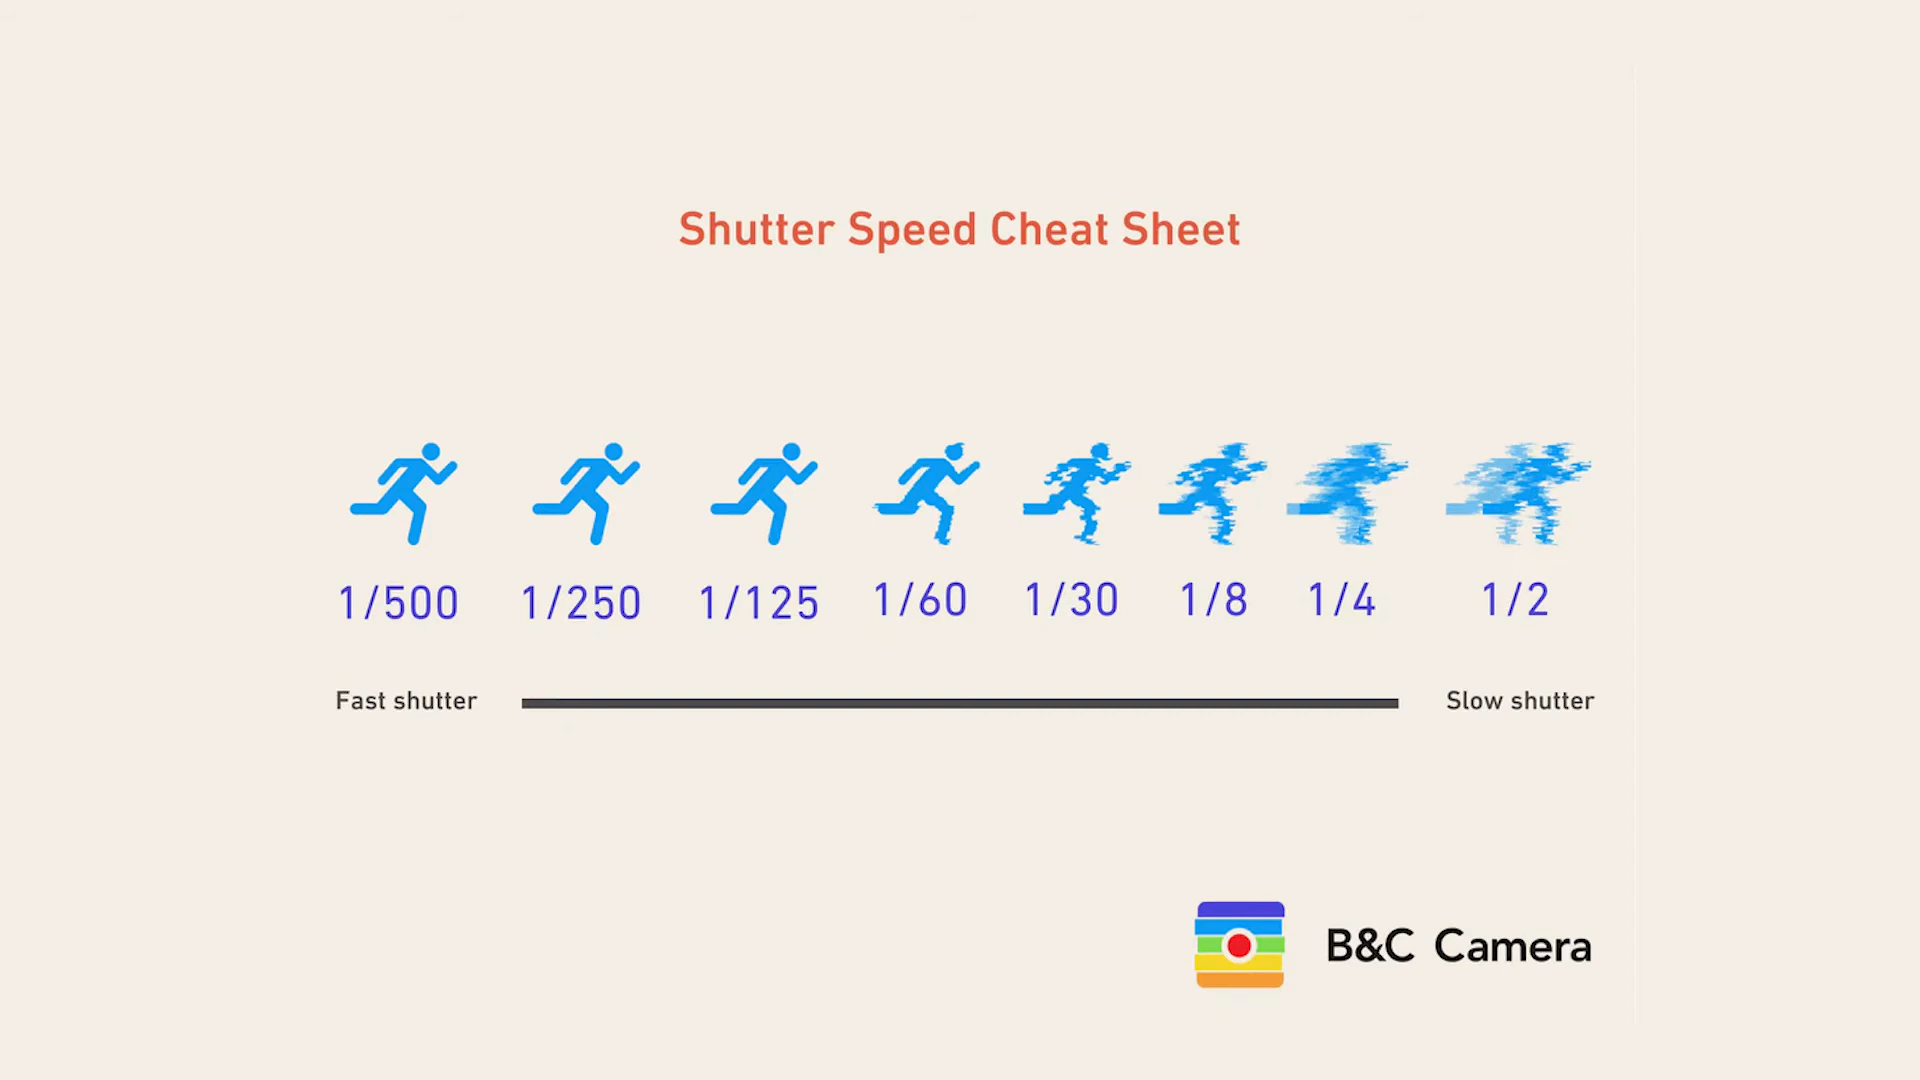 Shutter Speed Cheat Sheet
1/500 1/250 1/125 1/60 1/30 1/8 1/4 1/2
Fast shutter Slow shutter
B&C Camera